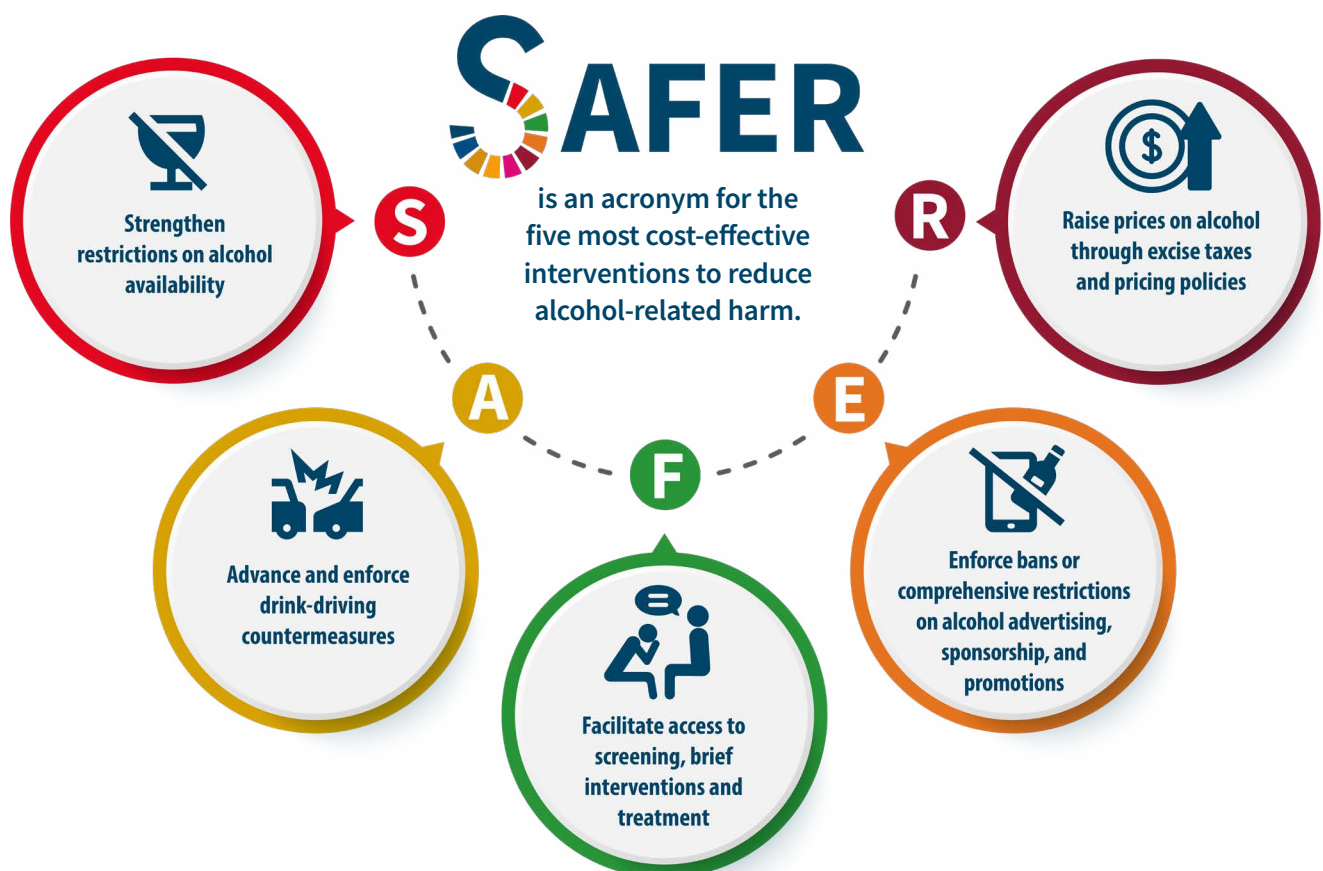 SAFER
is an acronym for the
five most cost-effective
interventions to reduce
alcohol-related harm.
S
Strengthen
restrictions on alcohol
availability
A
Advance and enforce
drink-driving
countermeasures
F
Facilitate access to
screening, brief
interventions and
treatment
E
Enforce bans or
comprehensive restrictions
on alcohol advertising,
sponsorship, and
promotions
R
$
Raise prices on alcohol
through excise taxes
and pricing policies